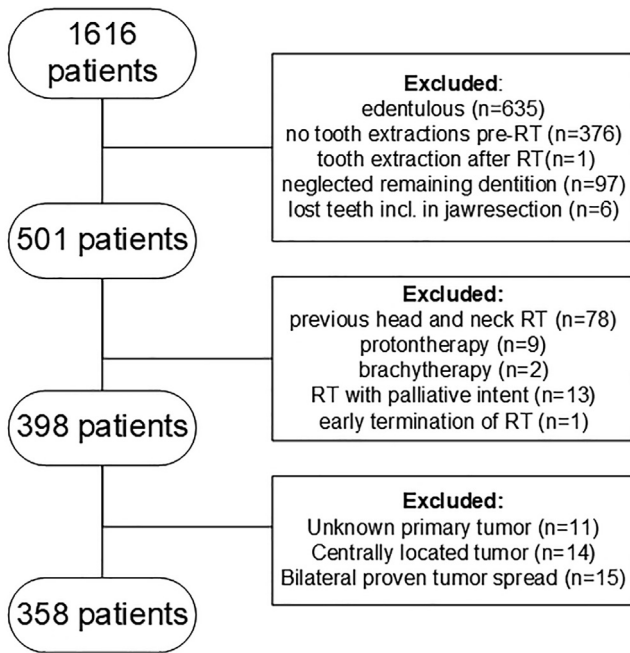 1616
patients
Excluded:
edentulous (n=635)
no tooth extractions pre-RT (n=376)
tooth extraction after RT(n=1)
neglected remaining dentition (n=97)
lost teeth incl. in jawresection (n=6)
501 patients
Excluded:
previous head and neck RT (n=78)
protontherapy (n=9)
brachytherapy (n=2)
RT with palliative intent (n=13)
early termination of RT (n=1)
398 patients
Excluded:
Unknown primary tumor (n=11)
Centrally located tumor (n=14)
Bilateral proven tumor spread (n=15)
358 patients